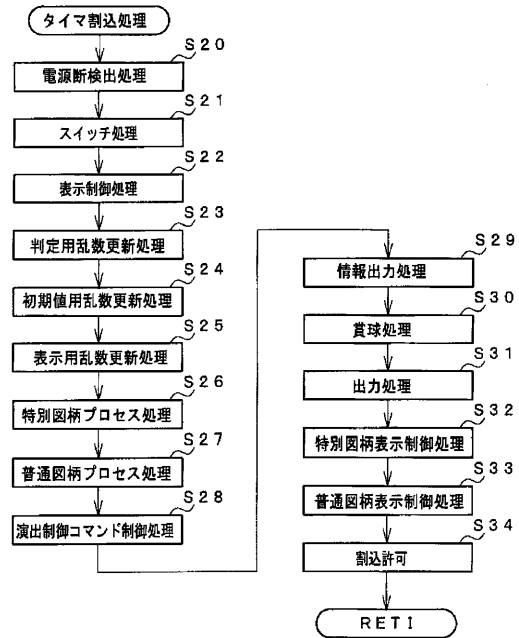 タイマ割込処理
S20
電源断検出処理
S21
スイッチ処理
S22
表示制御処理
S23
判定用乱数更新処理
S24
初期値用乱数更新処理
S25
表示用乱数更新処理
S26
特別図柄プロセス処理
S27
普通図柄プロセス処理
S28
演出制御コマンド制御処理
S29
情報出力処理
S30
賞球処理
S31
出力処理
S32
特別図柄表示制御処理
S33
普通図柄表示制御処理
S34
割込許可
RETI